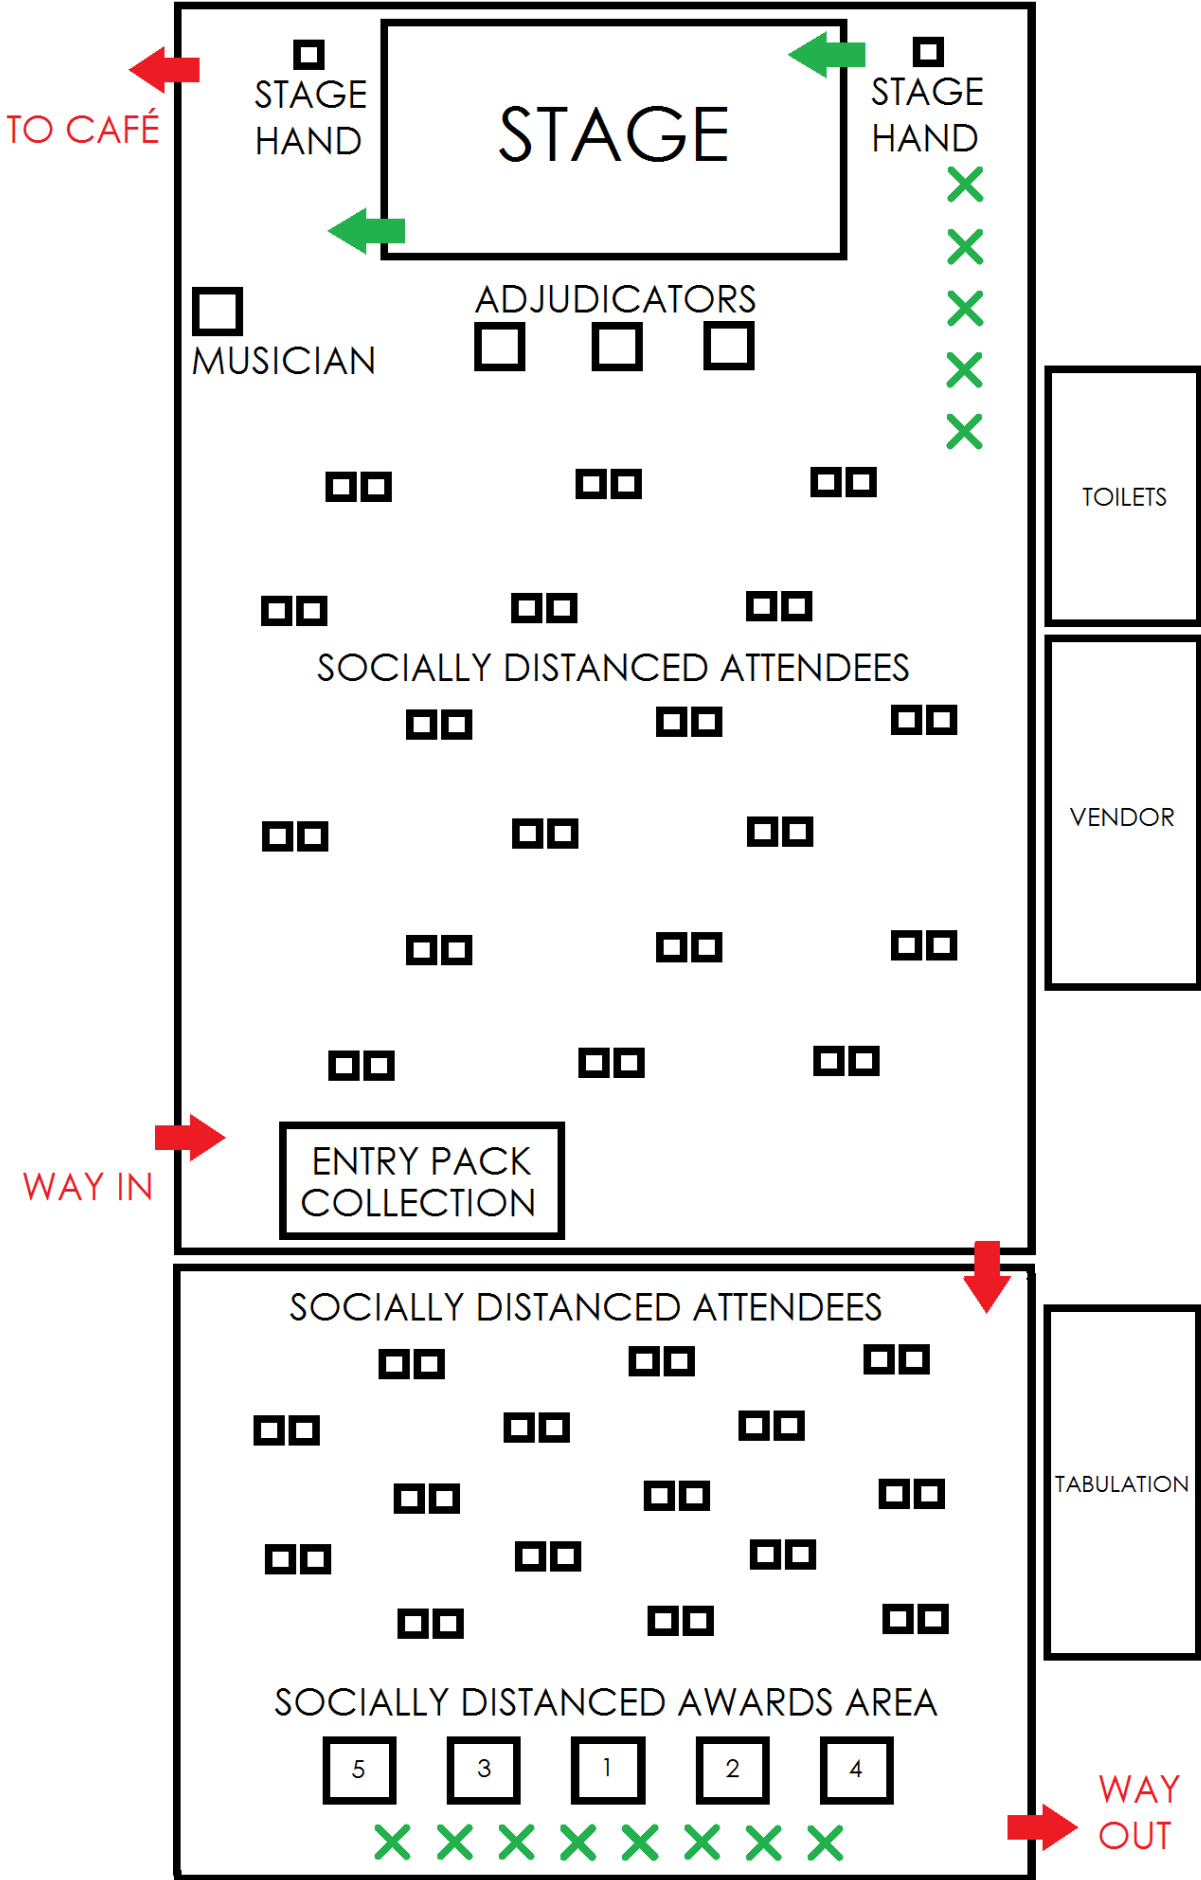 TO CAFÉ
STAGE
HAND
STAGE
STAGE
HAND
ADJUDICATORS
MUSICIAN
TOILETS
SOCIALLY DISTANCED ATTENDEES
VENDOR
WAY IN
ENTRY PACK
COLLECTION
SOCIALLY DISTANCED ATTENDEES
TABULATION
SOCIALLY DISTANCED AWARDS AREA
5 3 1 2 4
WAY
OUT